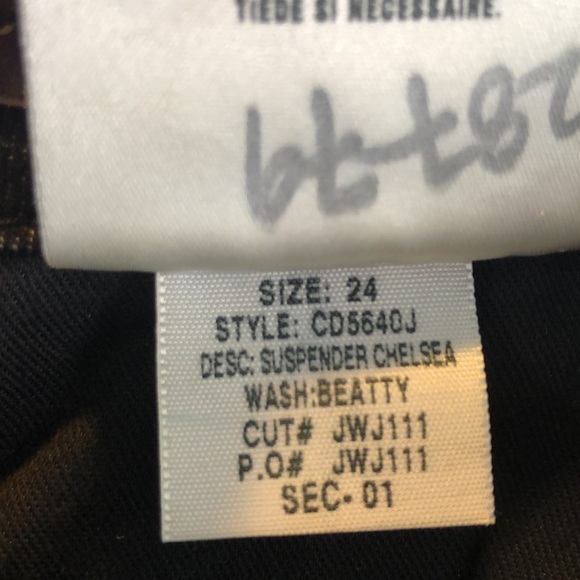 TIEDE SI NECESSAIRE.
SIZE: 24
STYLE: CD5640J
DESC: SUSPENDER CHELSEA
WASH:BEATTY
CUT# JWJ111
P.O# JWJ111
SEC- 01